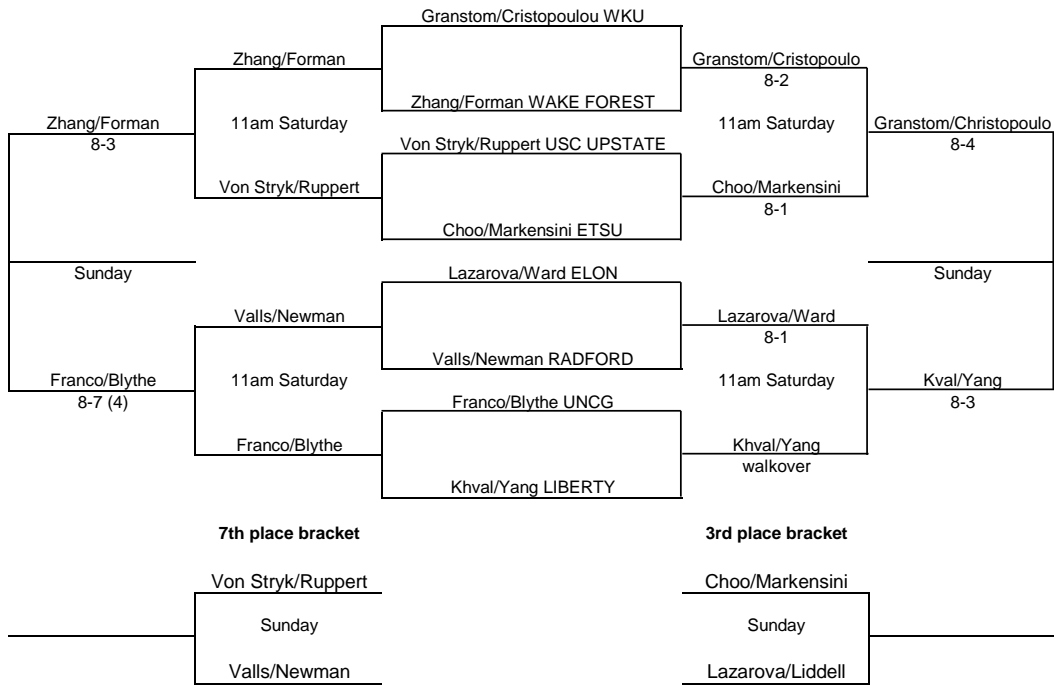 Granstom/Cristopoulou WKU
Zhang/Forman
Granstom/Cristopoulo
8-2
Zhang/Forman WAKE FOREST
Zhang/Forman
8-3
11am Saturday
11am Saturday
Granstom/Christopoulo
8-4
Von Stryk/Ruppert USC UPSTATE
Von Stryk/Ruppert
Choo/Markensini
8-1
Choo/Markensini ETSU
Sunday
Lazarova/Ward ELON
Sunday
Valls/Newman
Lazarova/Ward
8-1
Valls/Newman RADFORD
Franco/Blythe
8-7 (4)
11am Saturday
11am Saturday
Kval/Yang
8-3
Franco/Blythe UNCG
Franco/Blythe
Khval/Yang
walkover
Khval/Yang LIBERTY
7th place bracket
3rd place bracket
Von Stryk/Ruppert
Choo/Markensini
Sunday
Sunday
Valls/Newman
Lazarova/Liddell